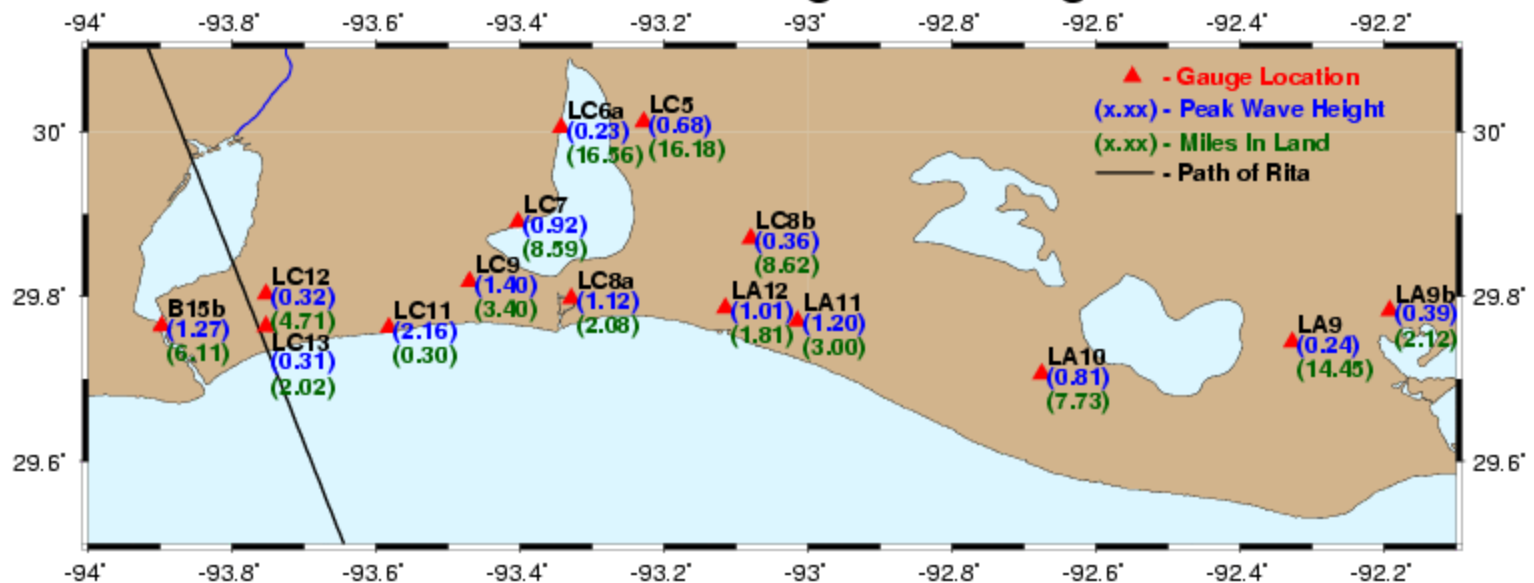 -94° -93.8° -93.6° -93.4° -93.2° -93° -92.8° -92.6° -92.4° -92.2°
- Gauge Location
(x.xx) - Peak Wave Height
(x.xx) - Miles In Land
- Path of Rita
30° 30°
29.8° 29.8°
29.6° 29.6°
LC6a
(0.23)
(16.56)
LC5
(0.68)
(16.18)
LC7
(0.92)
(8.59)
LC8b
(0.36)
(8.62)
LC9
(1.40)
(3.40)
LC8a
(1.12)
(2.08)
LC12
(0.32)
(4.71)
B15b
(1.27)
(6.11)
LC13
(0.31)
(2.02)
LC11
(2.16)
(0.30)
LA12
(1.01)
(1.81)
LA11
(1.20)
(3.00)
LA10
(0.81)
(7.73)
LA9
(0.24)
(14.45)
LA9b
(0.39)
(2.12)
-94° -93.8° -93.6° -93.4° -93.2° -93° -92.8° -92.6° -92.4° -92.2°